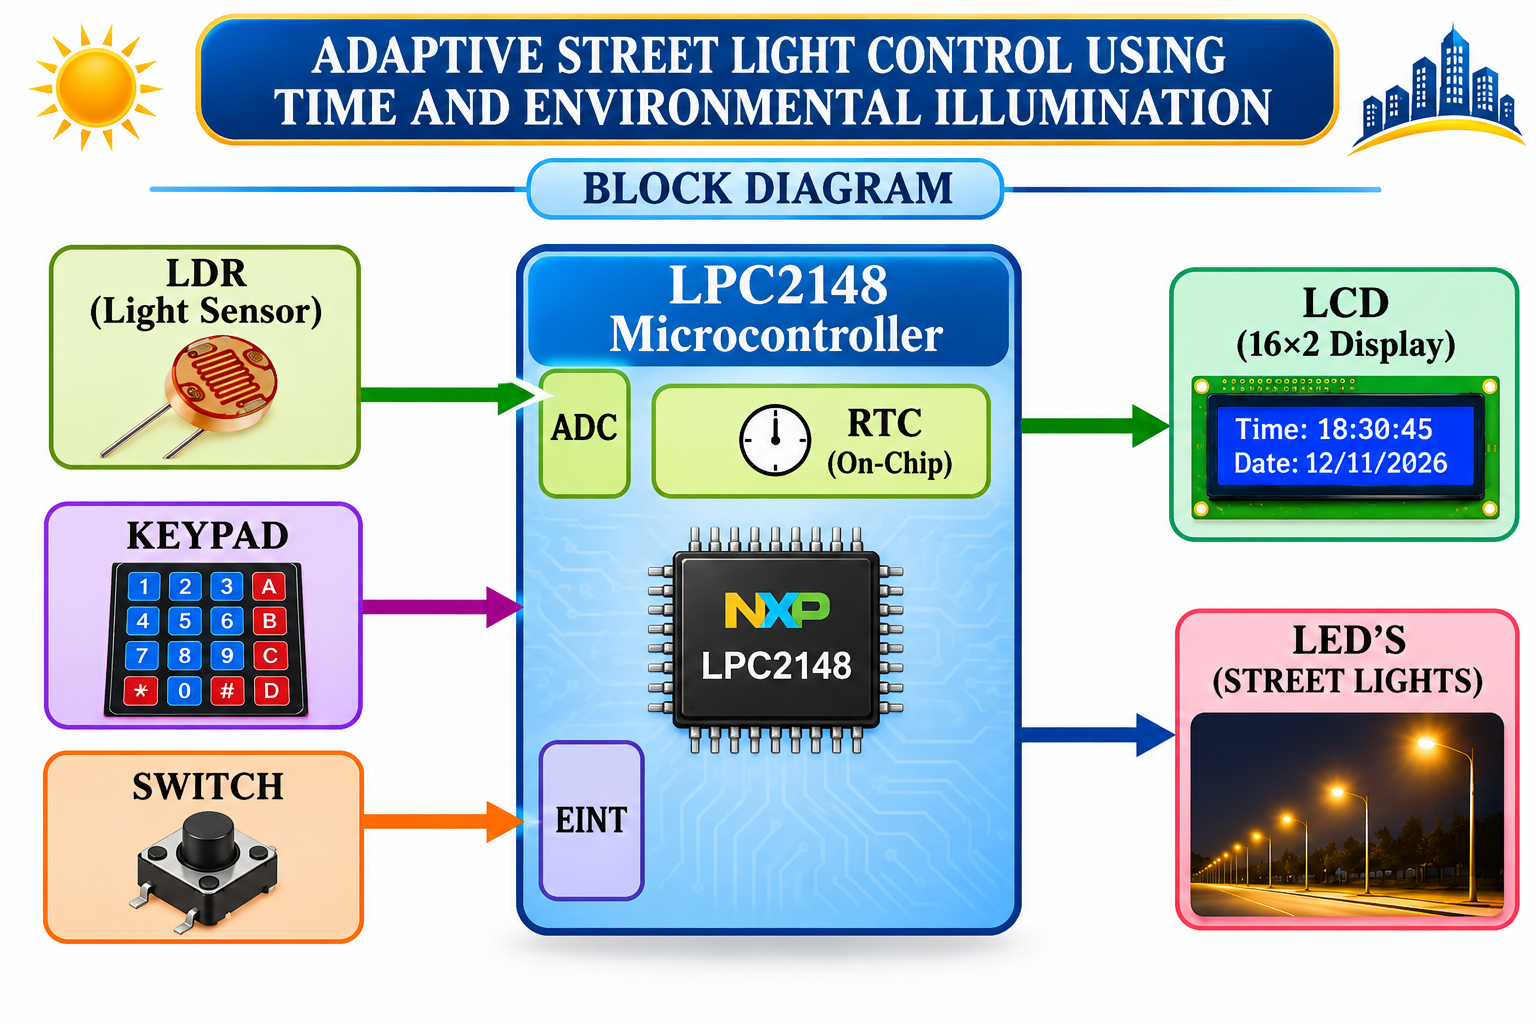 ADAPTIVE STREET LIGHT CONTROL USING
TIME AND ENVIRONMENTAL ILLUMINATION
BLOCK DIAGRAM
LDR
(Light Sensor)
KEYPAD
1 2 3 A
4 5 6 B
7 8 9 C
* 0 # D
SWITCH
LPC2148
Microcontroller
ADC
RTC
(On-Chip)
NXP
LPC2148
EINT
LCD
(16×2 Display)
Time: 18:30:45
Date: 12/11/2026
LED'S
(STREET LIGHTS)